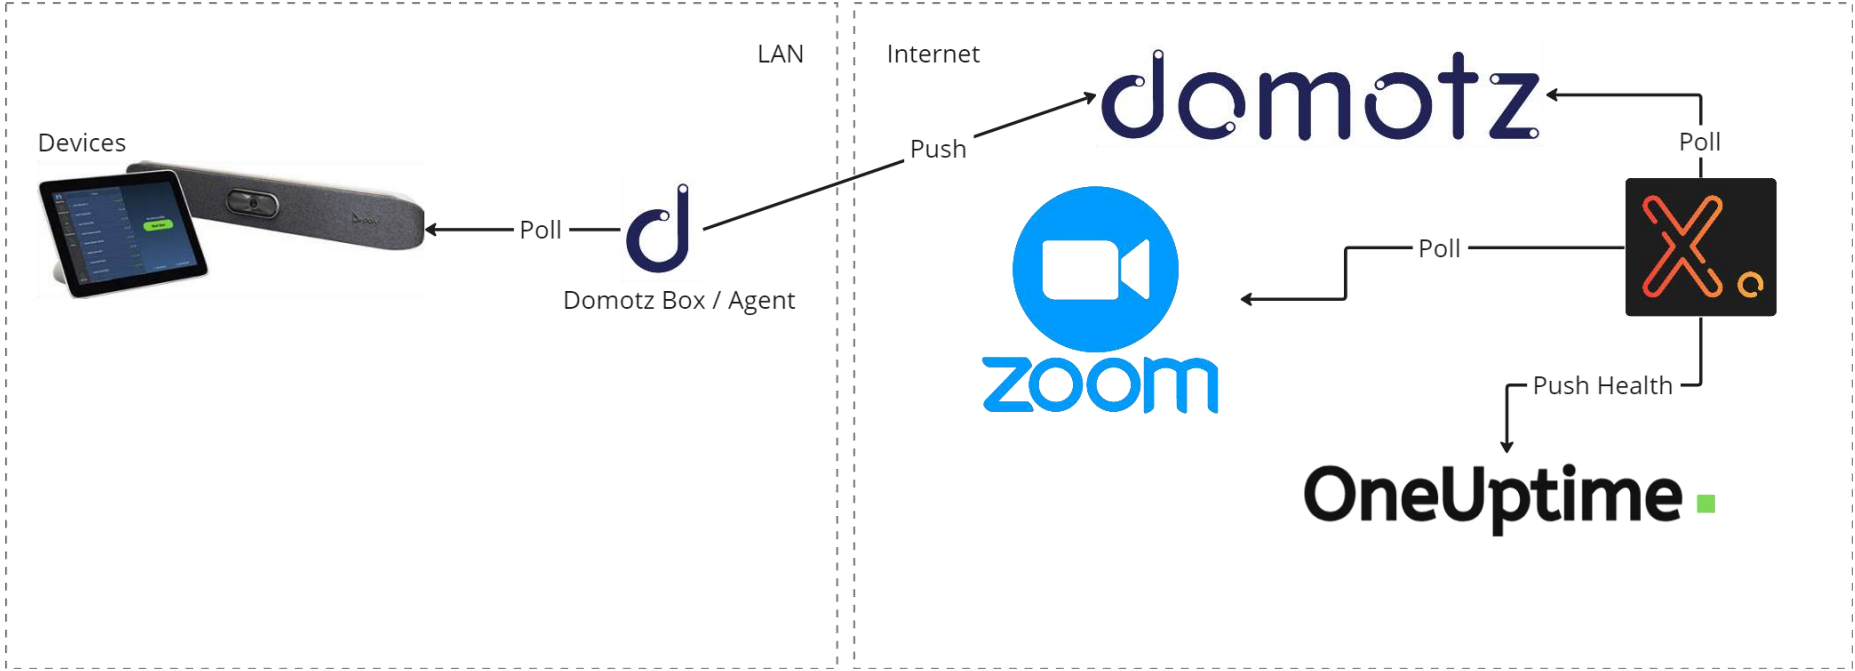 LAN
Internet
domotz
Devices
Push
Poll
Poll
d
Poll
X.
Domotz Box / Agent
zoom
Push Health
OneUptime